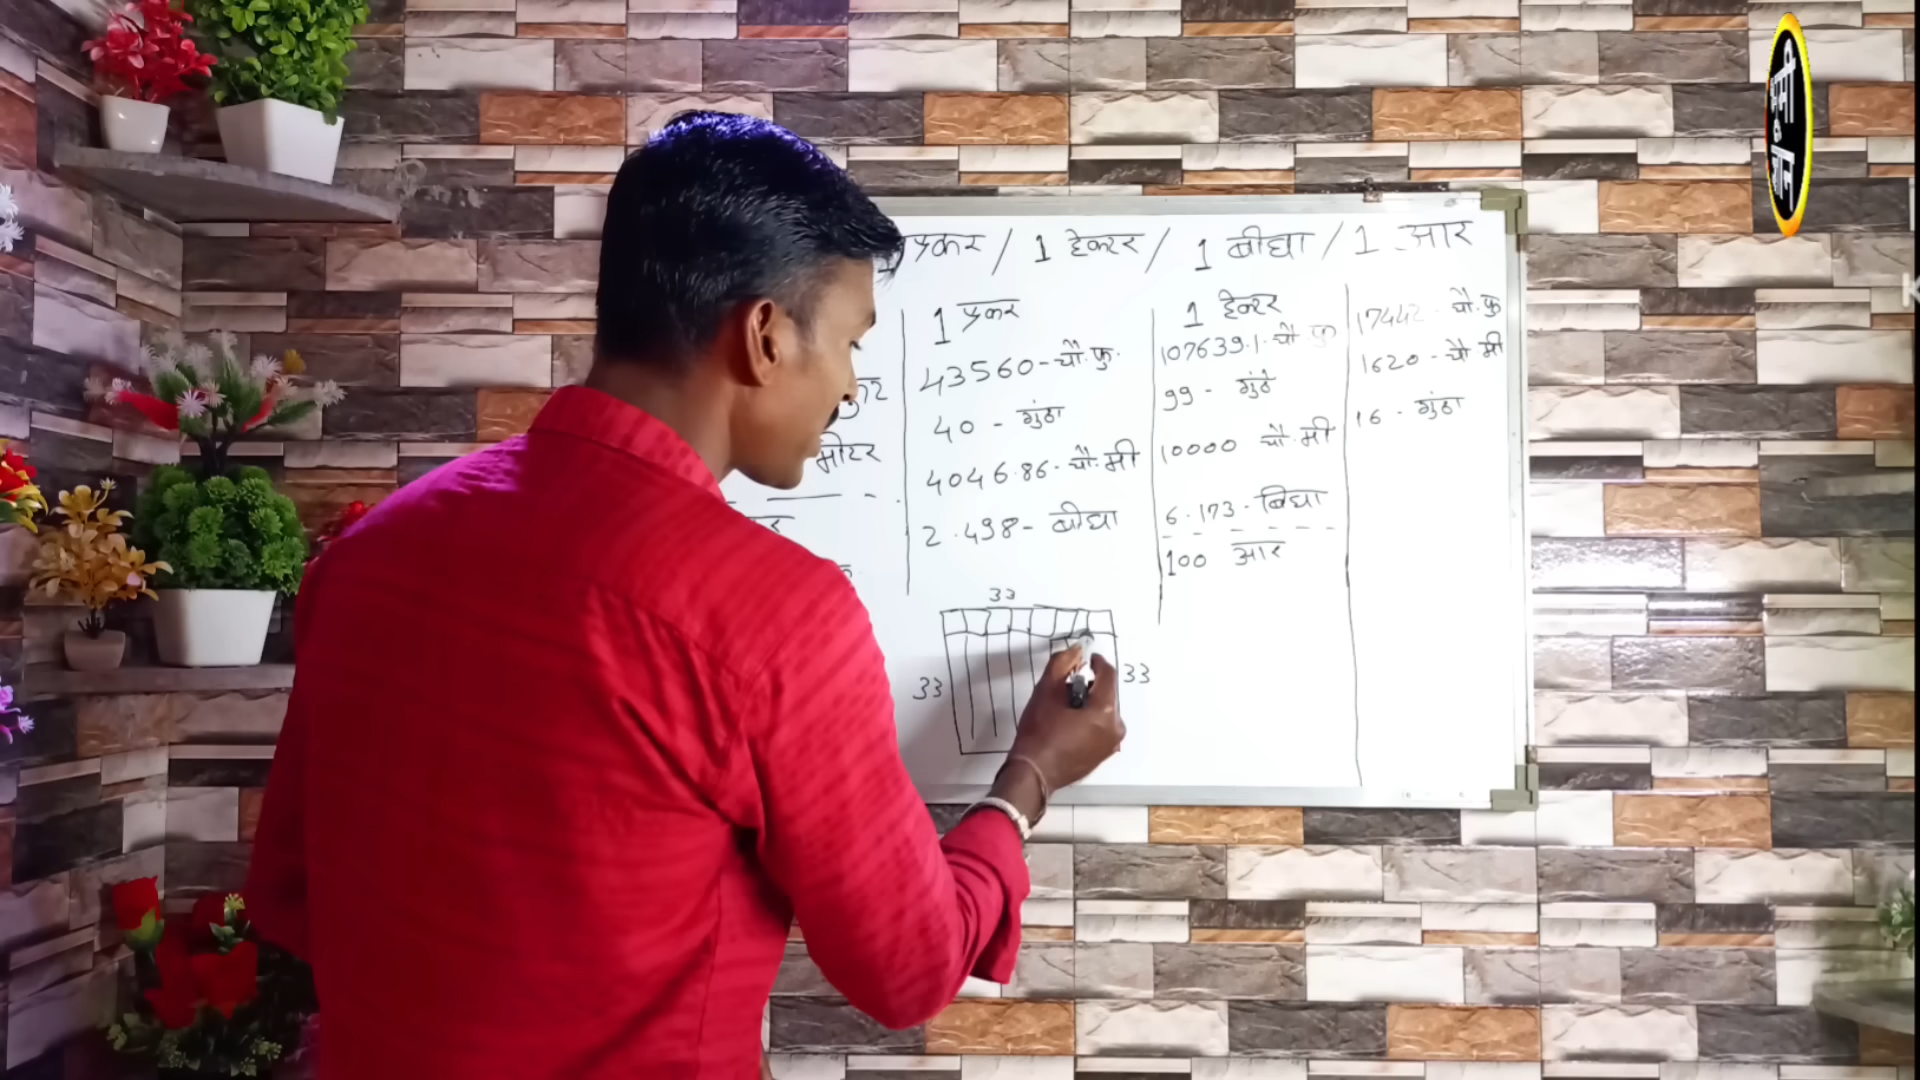 1 एकर / 1 हेक्टर / 1 बीघा / 1 आर
मीटर
1 एकर
43560 - चौ. फु.
40 - गुंठा
4046.86 - चौ. मी
2.498 - बीघा
33
33
33
1 हेक्टर
107639.1 - चौ. फु
99 - गुंठे
10000 चौ. मी
6.173 - बिघा
100 आर
17442 - चौ. फु
1620 - चौ मी
16 - गुंठा
भूमी
ज्ञान